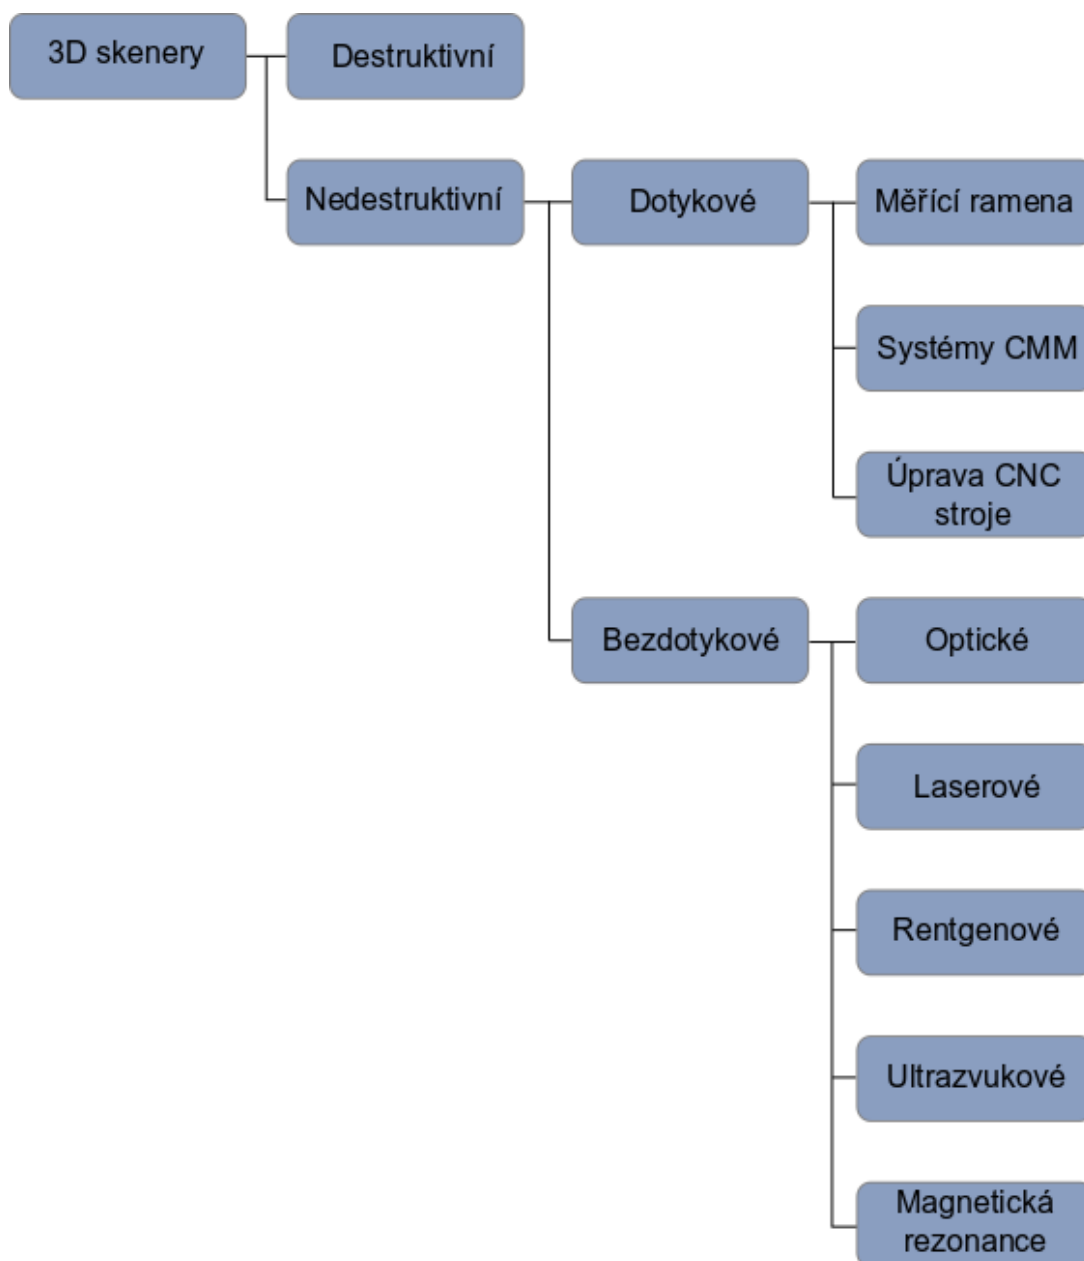 3D skenery
Destruktivní
Nedestruktivní
Dotykové
Měřící ramena
Systémy CMM
Úprava CNC
stroje
Bezdotykové
Optické
Laserové
Rentgenové
Ultrazvukové
Magnetická
rezonance